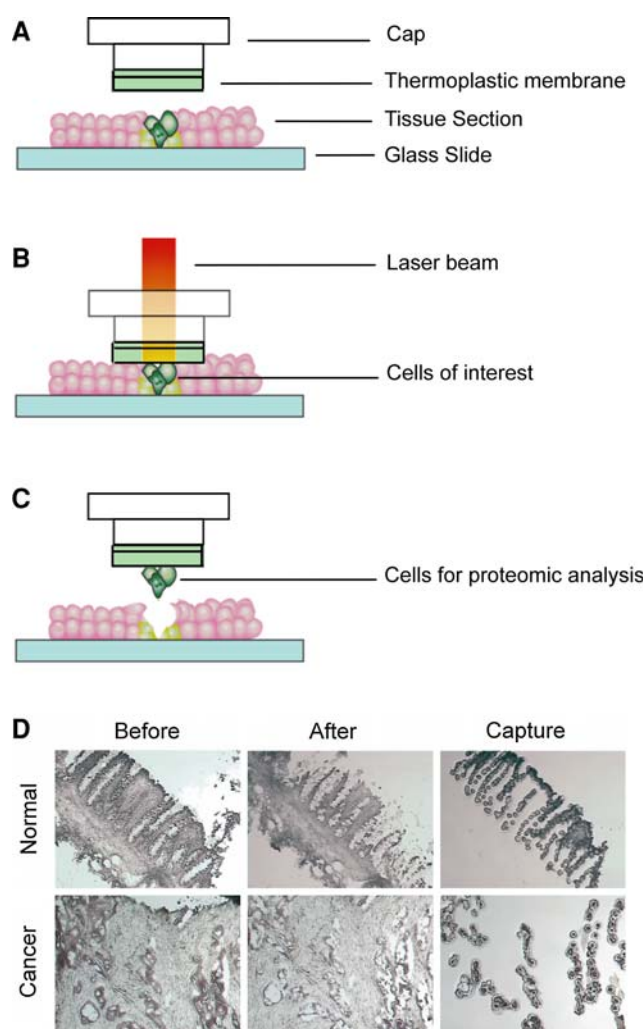 A
Cap
Thermoplastic membrane
Tissue Section
Glass Slide
B
Laser beam
Cells of interest
C
Cells for proteomic analysis
D
Before After Capture
Normal
Cancer